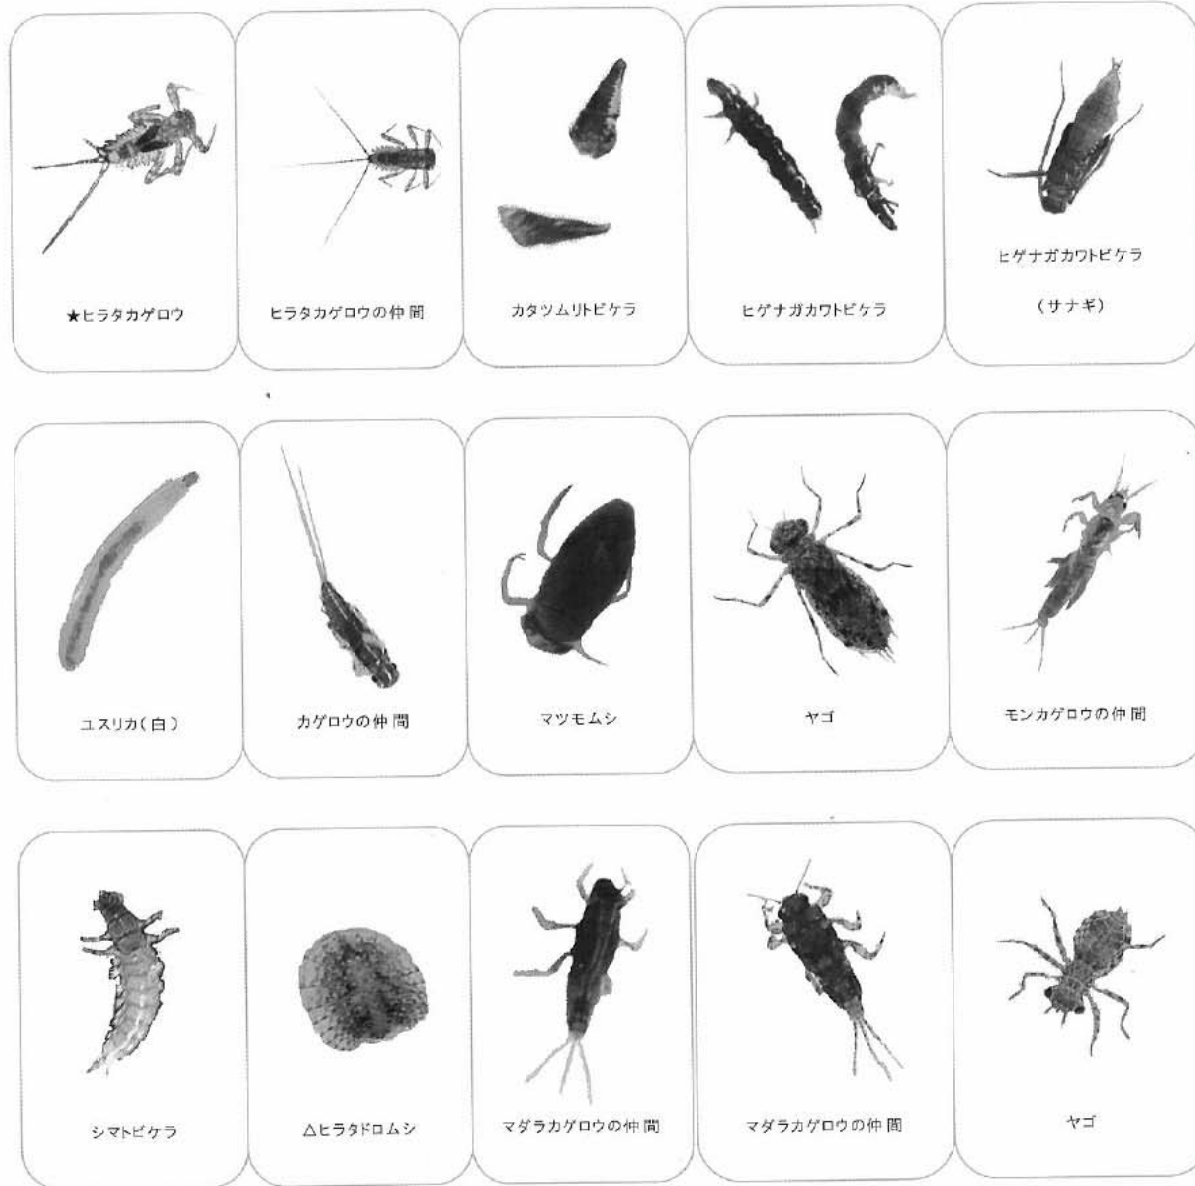 ★ヒラタカゲロウ
ヒラタカゲロウの仲間
カタツムリトビケラ
ヒゲナガカワトビケラ
ヒゲナガカワトビケラ
(サナギ)
ユスリカ(白)
カゲロウの仲間
マツモムシ
ヤゴ
モンカゲロウの仲間
シマトビケラ
△ヒラタドロムシ
マダラカゲロウの仲間
マダラカゲロウの仲間
ヤゴ